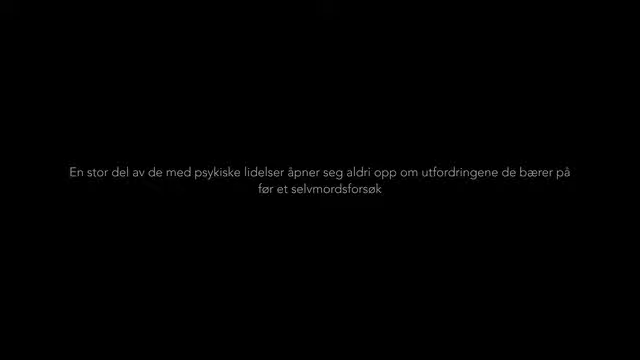 En stor del av de med psykiske lidelser åpner seg aldri opp om utfordringene de bærer på
før et selvmordsforsøk